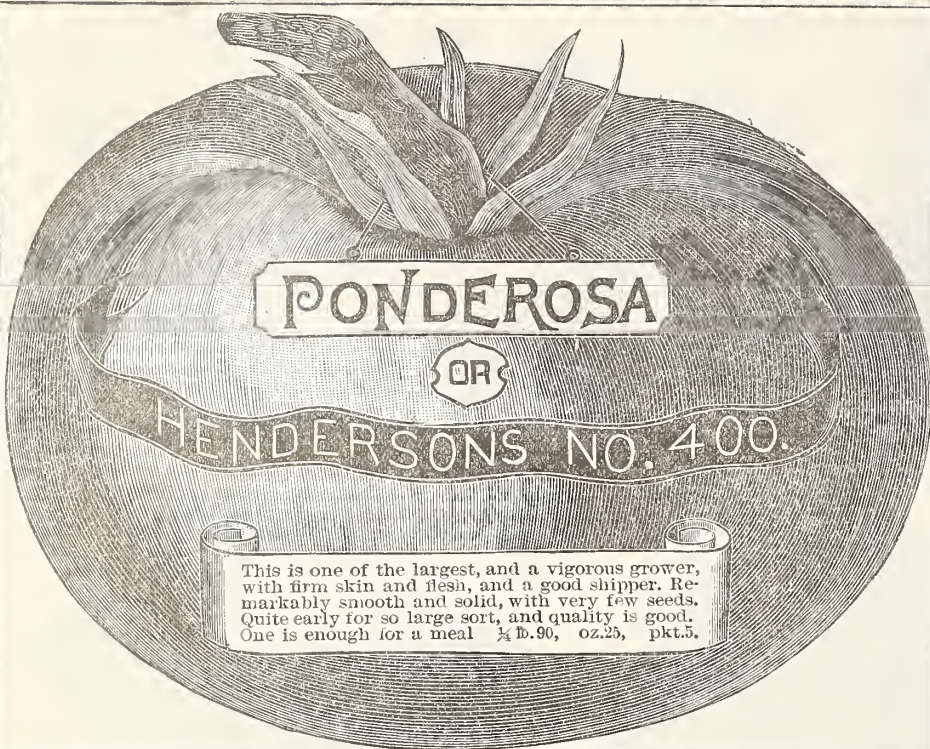 PONDEROSA
OR
HENDERSONS NO. 400.
This is one of the largest, and a vigorous grower,
with firm skin and flesh, and a good shipper. Re-
markably smooth and solid, with very few seeds.
Quite early for so large sort, and quality is good.
One is enough for a meal ¼ lb.90, oz.25, pkt.5.